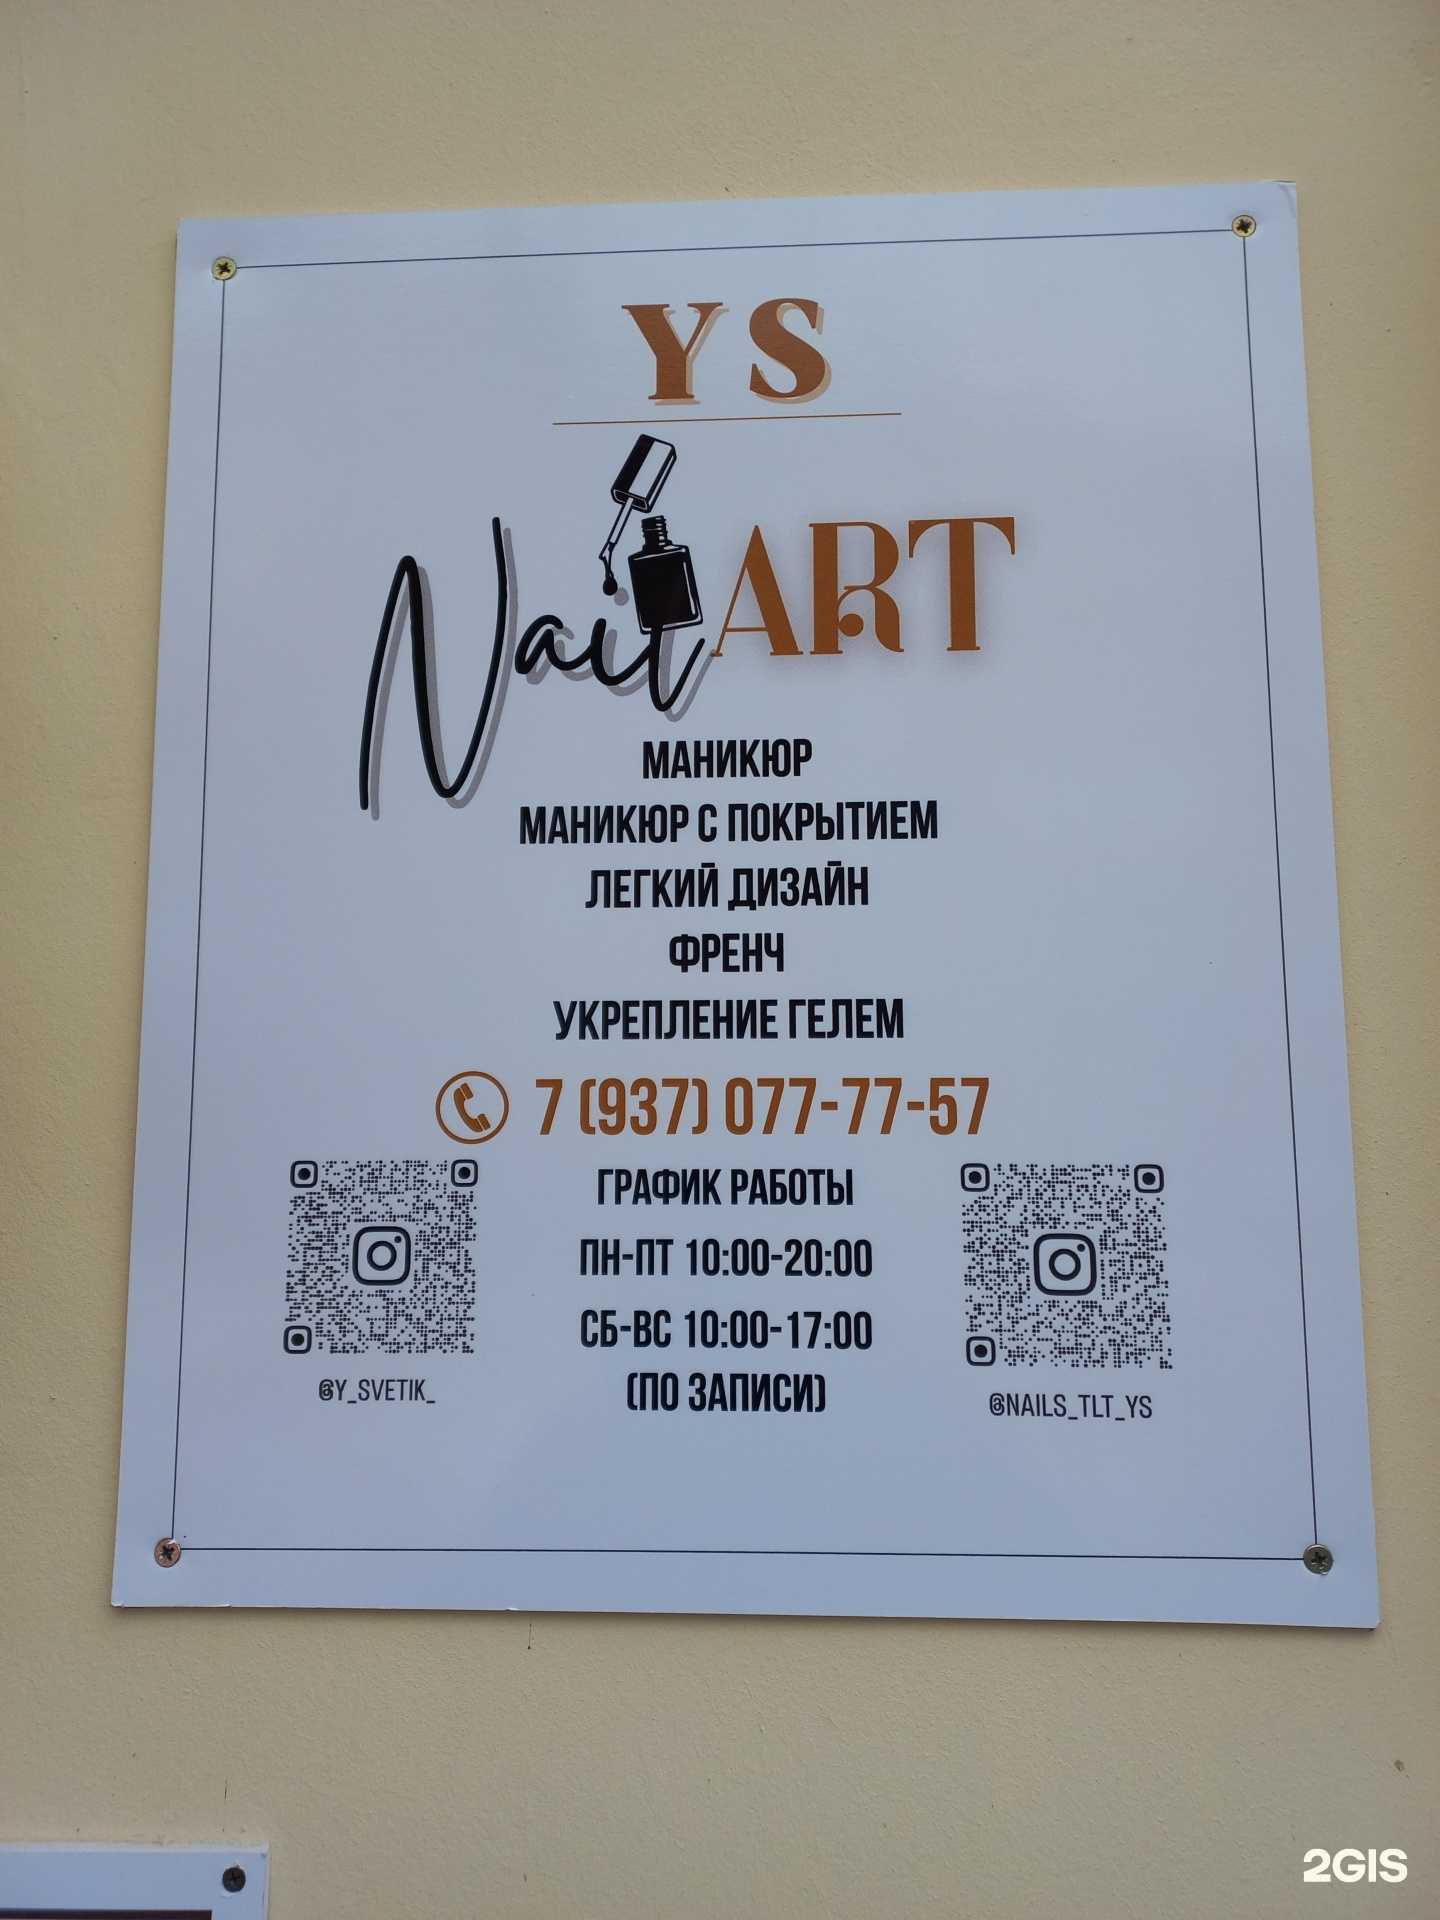 YS
Nail ART
МАНИКЮР
МАНИКЮР С ПОКРЫТИЕМ
ЛЕГКИЙ ДИЗАЙН
ФРЕНЧ
УКРЕПЛЕНИЕ ГЕЛЕМ
7 (937) 077-77-57
ГРАФИК РАБОТЫ
ПН-ПТ 10:00-20:00
СБ-ВС 10:00-17:00
(ПО ЗАПИСИ)
@Y_SVETIK_
@NAILS_TLT_YS
2GIS